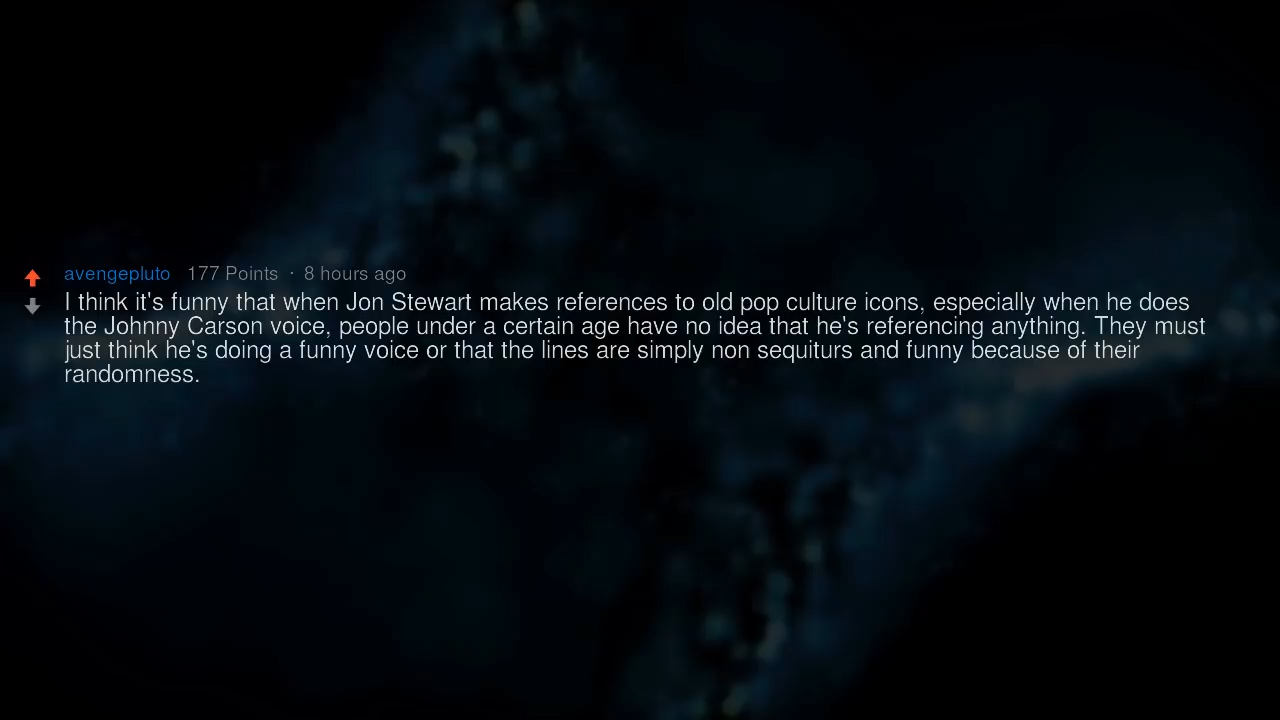 avengepluto 177 Points · 8 hours ago
I think it's funny that when Jon Stewart makes references to old pop culture icons, especially when he does
the Johnny Carson voice, people under a certain age have no idea that he's referencing anything. They must
just think he's doing a funny voice or that the lines are simply non sequiturs and funny because of their
randomness.